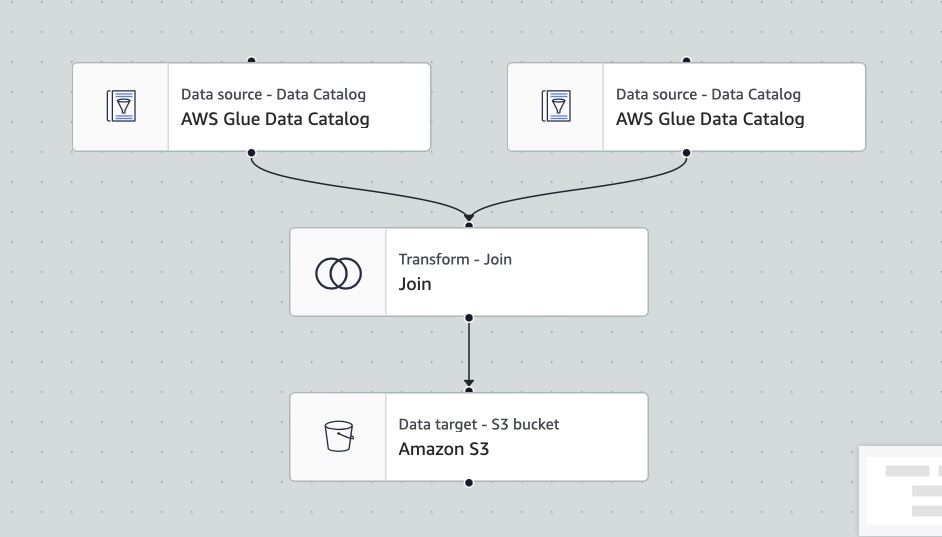 Data source - Data Catalog
AWS Glue Data Catalog
Data source - Data Catalog
AWS Glue Data Catalog
Transform - Join
Join
Data target - S3 bucket
Amazon S3